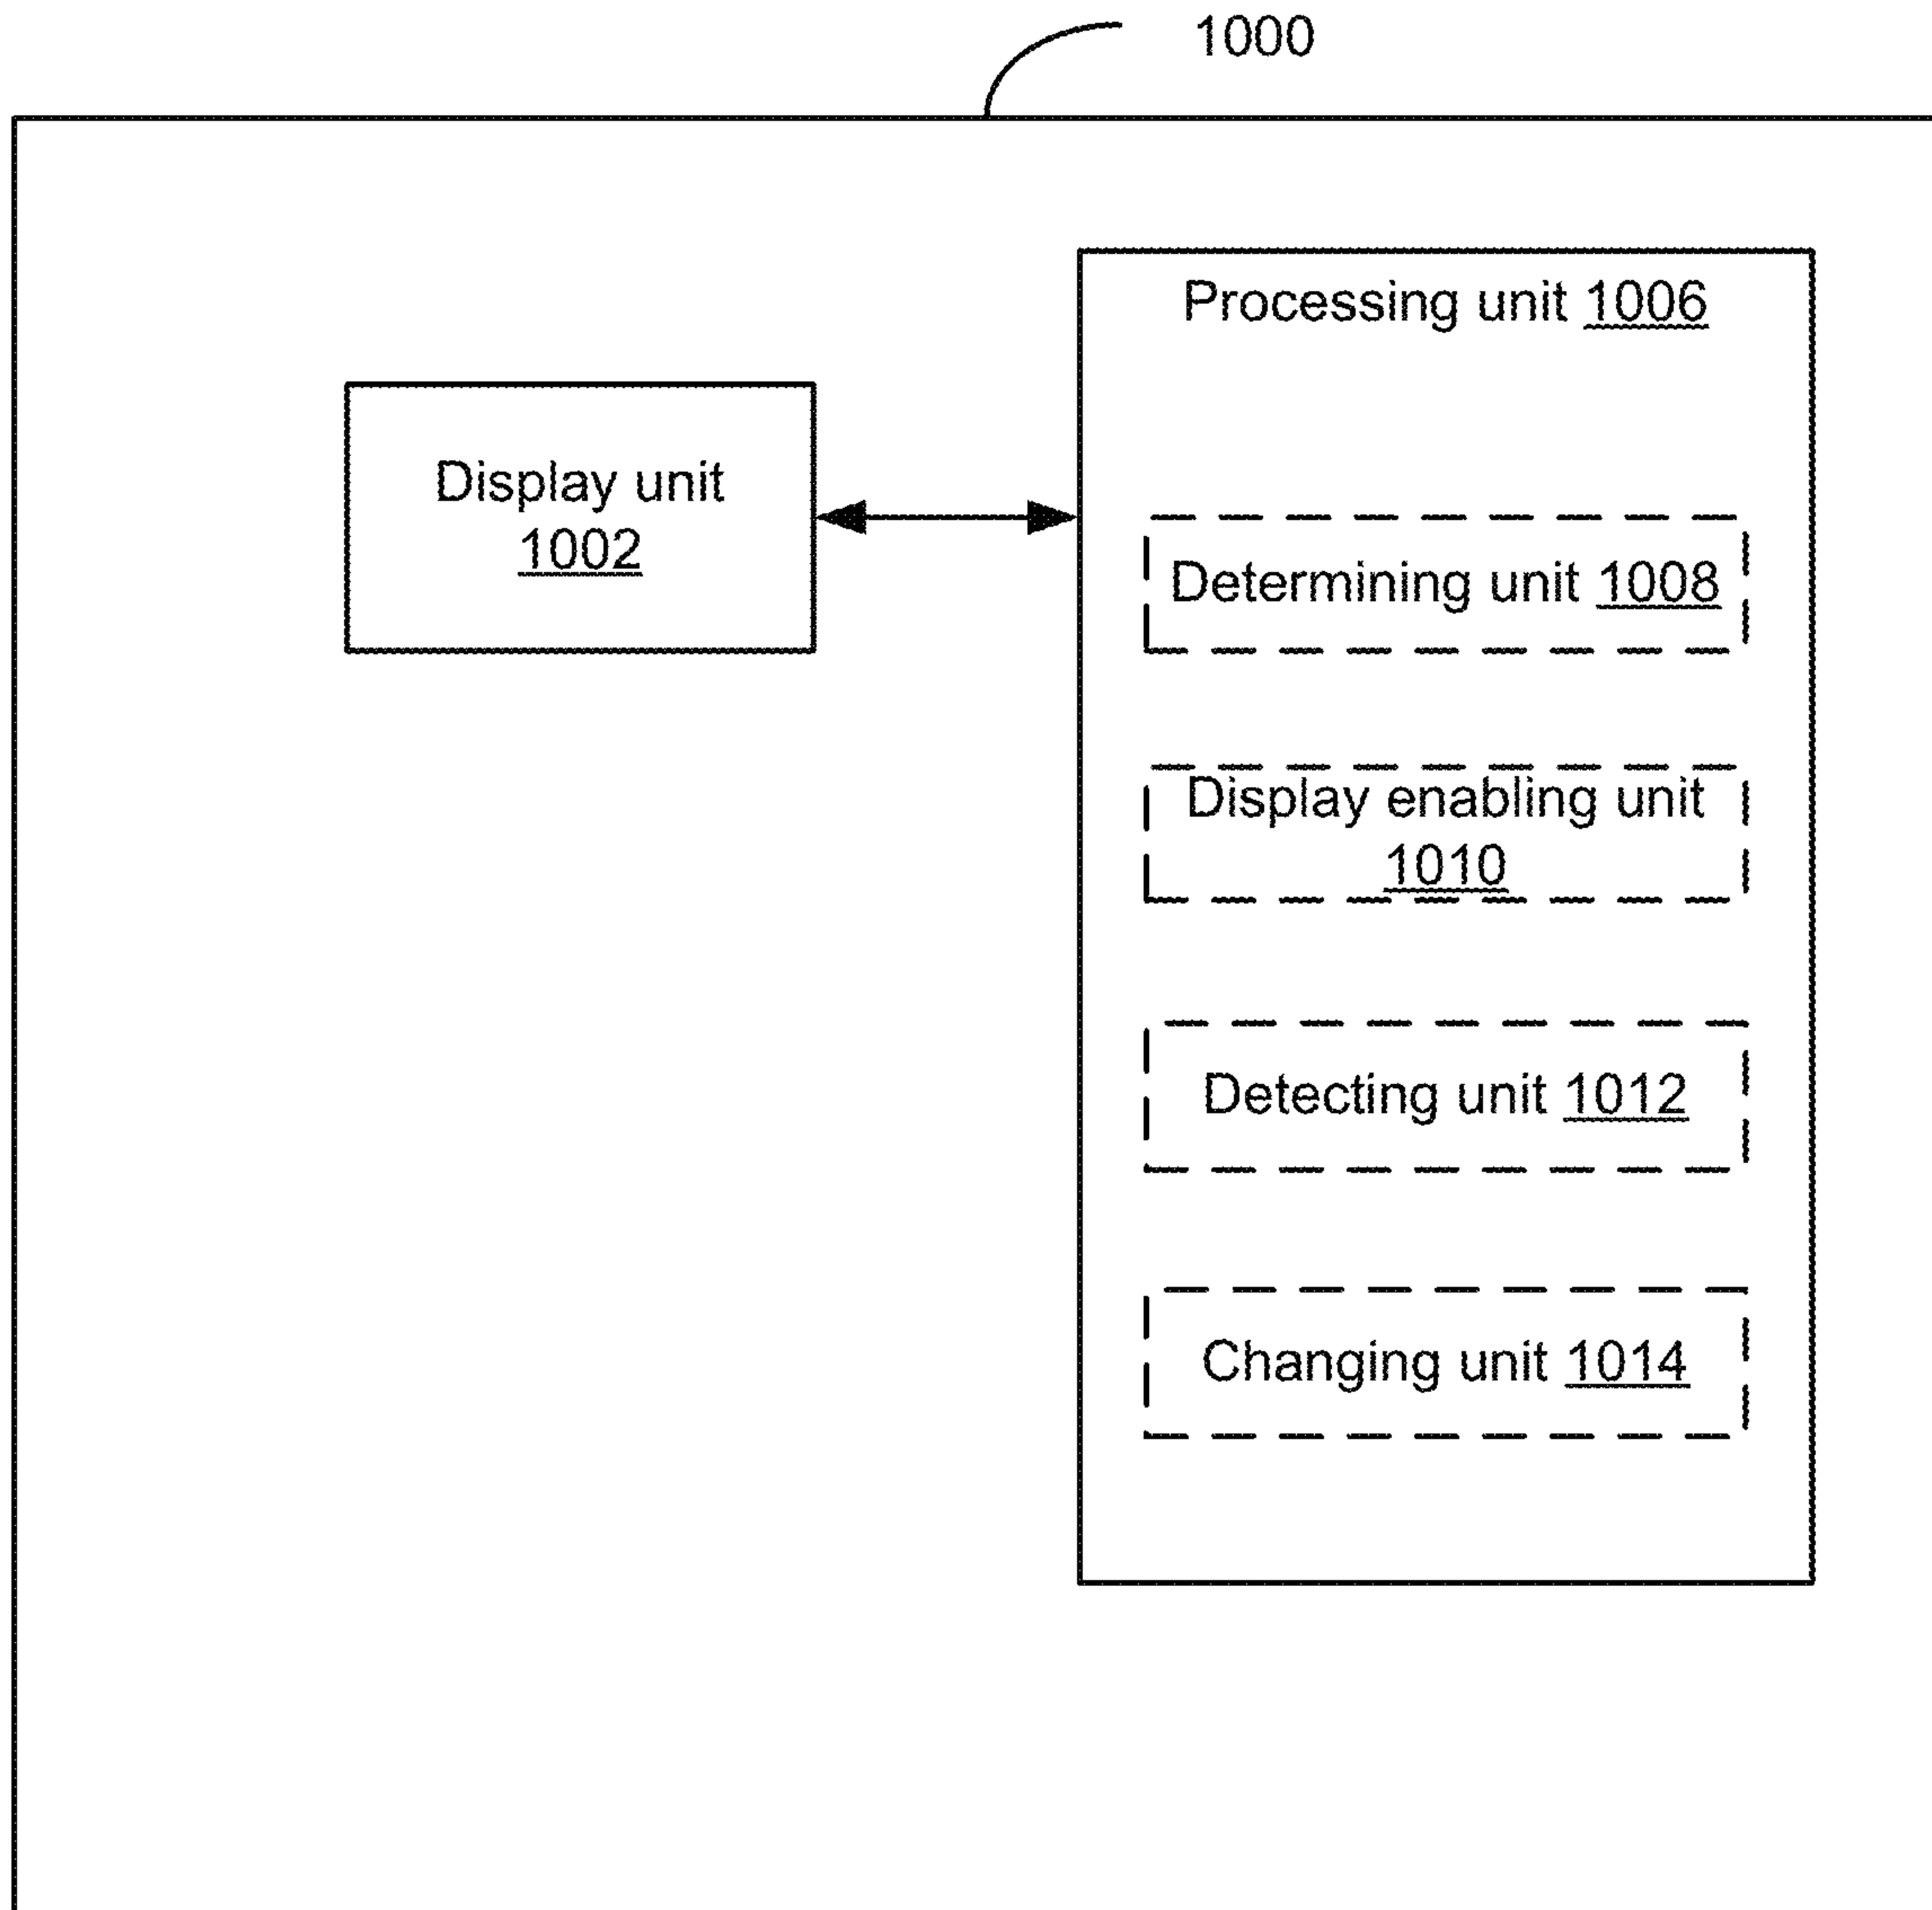 1000
Processing unit 1006
Display unit
1002
Determining unit 1008
Display enabling unit
1010
Detecting unit 1012
Changing unit 1014